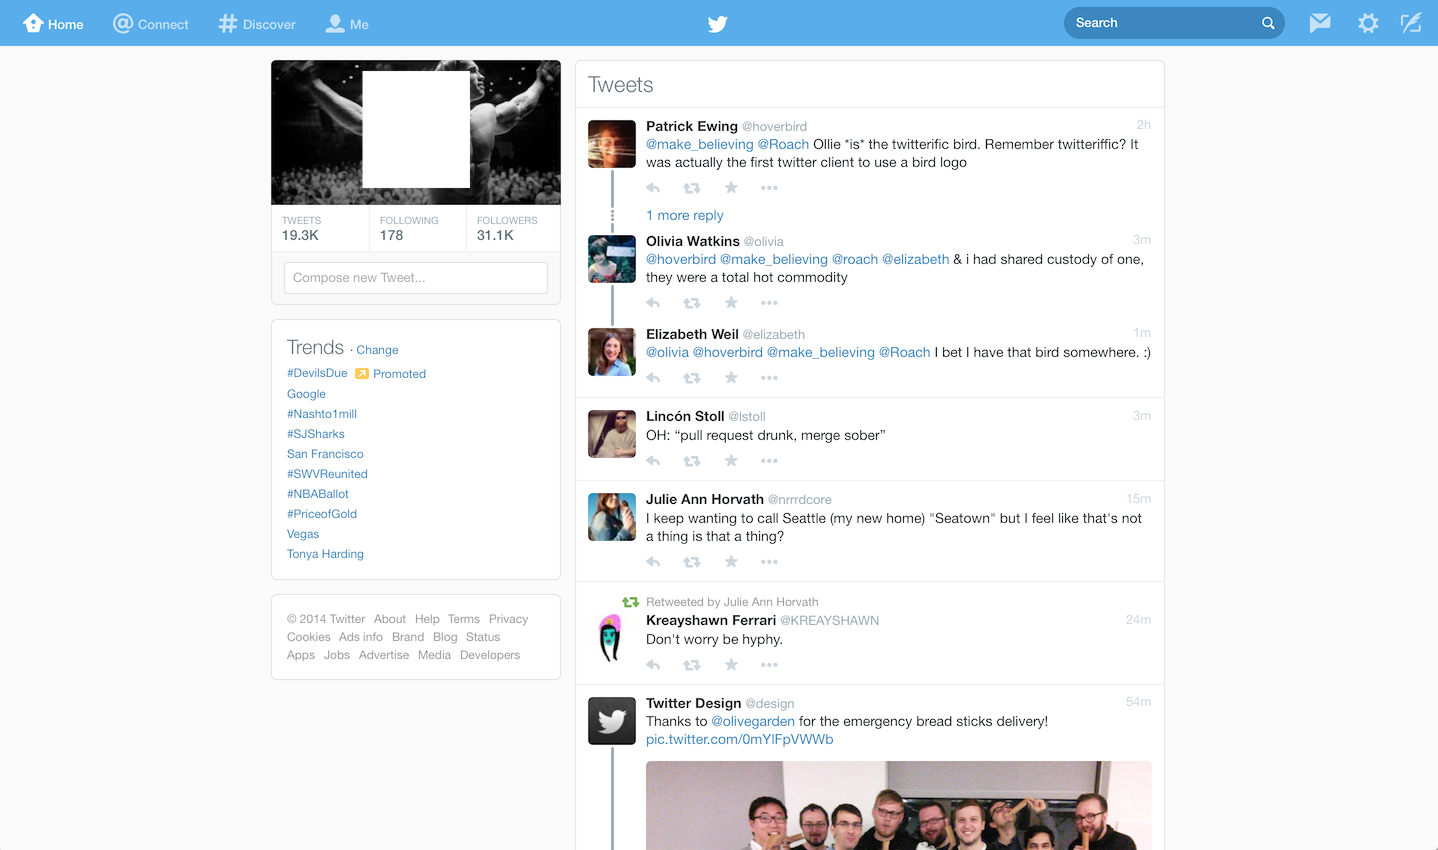 Home
Connect
Discover
Me
Search
TWEETS FOLLOWING FOLLOWERS
19.3K 178 31.1K
Compose new Tweet...
Trends · Change
#DevilsDue Promoted
Google
#Nashto1mill
#SJSharks
San Francisco
#SWVReunited
#NBABallot
#PriceofGold
Vegas
Tonya Harding
© 2014 Twitter About Help Terms Privacy
Cookies Ads info Brand Blog Status
Apps Jobs Advertise Media Developers
Tweets
Patrick Ewing @hoverbird 2h
@make_believing @Roach Ollie *is* the twitterific bird. Remember twitteriffic? It
was actually the first twitter client to use a bird logo
1 more reply
Olivia Watkins @olivia 3m
@hoverbird @make_believing @roach @elizabeth & i had shared custody of one,
they were a total hot commodity
Elizabeth Weil @elizabeth 1m
@olivia @hoverbird @make_believing @Roach I bet I have that bird somewhere. :)
Lincón Stoll @lstoll 3m
OH: “pull request drunk, merge sober”
Julie Ann Horvath @nrrrdcore 15m
I keep wanting to call Seattle (my new home) "Seatown" but I feel like that's not
a thing is that a thing?
Retweeted by Julie Ann Horvath
Kreayshawn Ferrari @KREAYSHAWN 24m
Don't worry be hyphy.
Twitter Design @design 54m
Thanks to @olivegarden for the emergency bread sticks delivery!
pic.twitter.com/0mYlFpVWWb